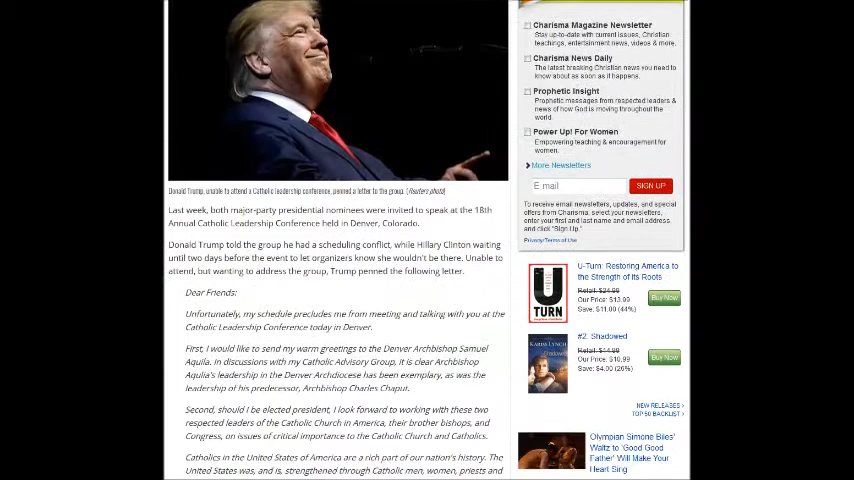 Donald Trump, unable to attend a Catholic leadership conference, penned a letter to the group. (Reuters photo)
Last week, both major-party presidential nominees were invited to speak at the 18th
Annual Catholic Leadership Conference held in Denver, Colorado.
Donald Trump told the group he had a scheduling conflict, while Hillary Clinton waiting
until two days before the event to let organizers know she wouldn't be there. Unable to
attend, but wanting to address the group, Trump penned the following letter.
Dear Friends:
Unfortunately, my schedule precludes me from meeting and talking with you at the
Catholic Leadership Conference today in Denver.
First, I would like to send my warm greetings to the Denver Archbishop Samuel
Aquila. In discussions with my Catholic Advisory Group, it is clear Archbishop
Aquila's leadership in the Denver Archdiocese has been exemplary, as was the
leadership of his predecessor, Archbishop Charles Chaput.
Second, should I be elected president, I look forward to working with these two
respected leaders of the Catholic Church in America, their brother bishops, and
Congress, on issues of critical importance to the Catholic Church and Catholics.
Catholics in the United States of America are a rich part of our nation's history. The
United States was, and is, strengthened through Catholic men, women, priests and
Charisma Magazine Newsletter
Stay up-to-date with current issues, Christian
teachings, entertainment news, videos & more.
Charisma News Daily
The latest breaking Christian news you need to
know about as soon as it happens.
Prophetic Insight
Prophetic messages from respected leaders &
news of how God is moving throughout the
world.
Power Up! For Women
Empowering teaching & encouragement for
women.
More Newsletters
E mail
SIGN UP
To receive email newsletters, updates, and special
offers from Charisma, select your newsletters,
enter your first and last name and email address,
and click "Sign Up."
Privacy/Terms of Use
U TURN
U-Turn: Restoring America to
the Strength of Its Roots
Retail: $24.99
Our Price: $13.99
Save: $11.00 (44%)
Buy Now
KAREN LYNCH
Shadowed
#2: Shadowed
Retail: $14.99
Our Price: $10.99
Save: $4.00 (26%)
Buy Now
NEW RELEASES ›
TOP 50 BACKLIST ›
Olympian Simone Biles'
Waltz to 'Good Good
Father' Will Make Your
Heart Sing